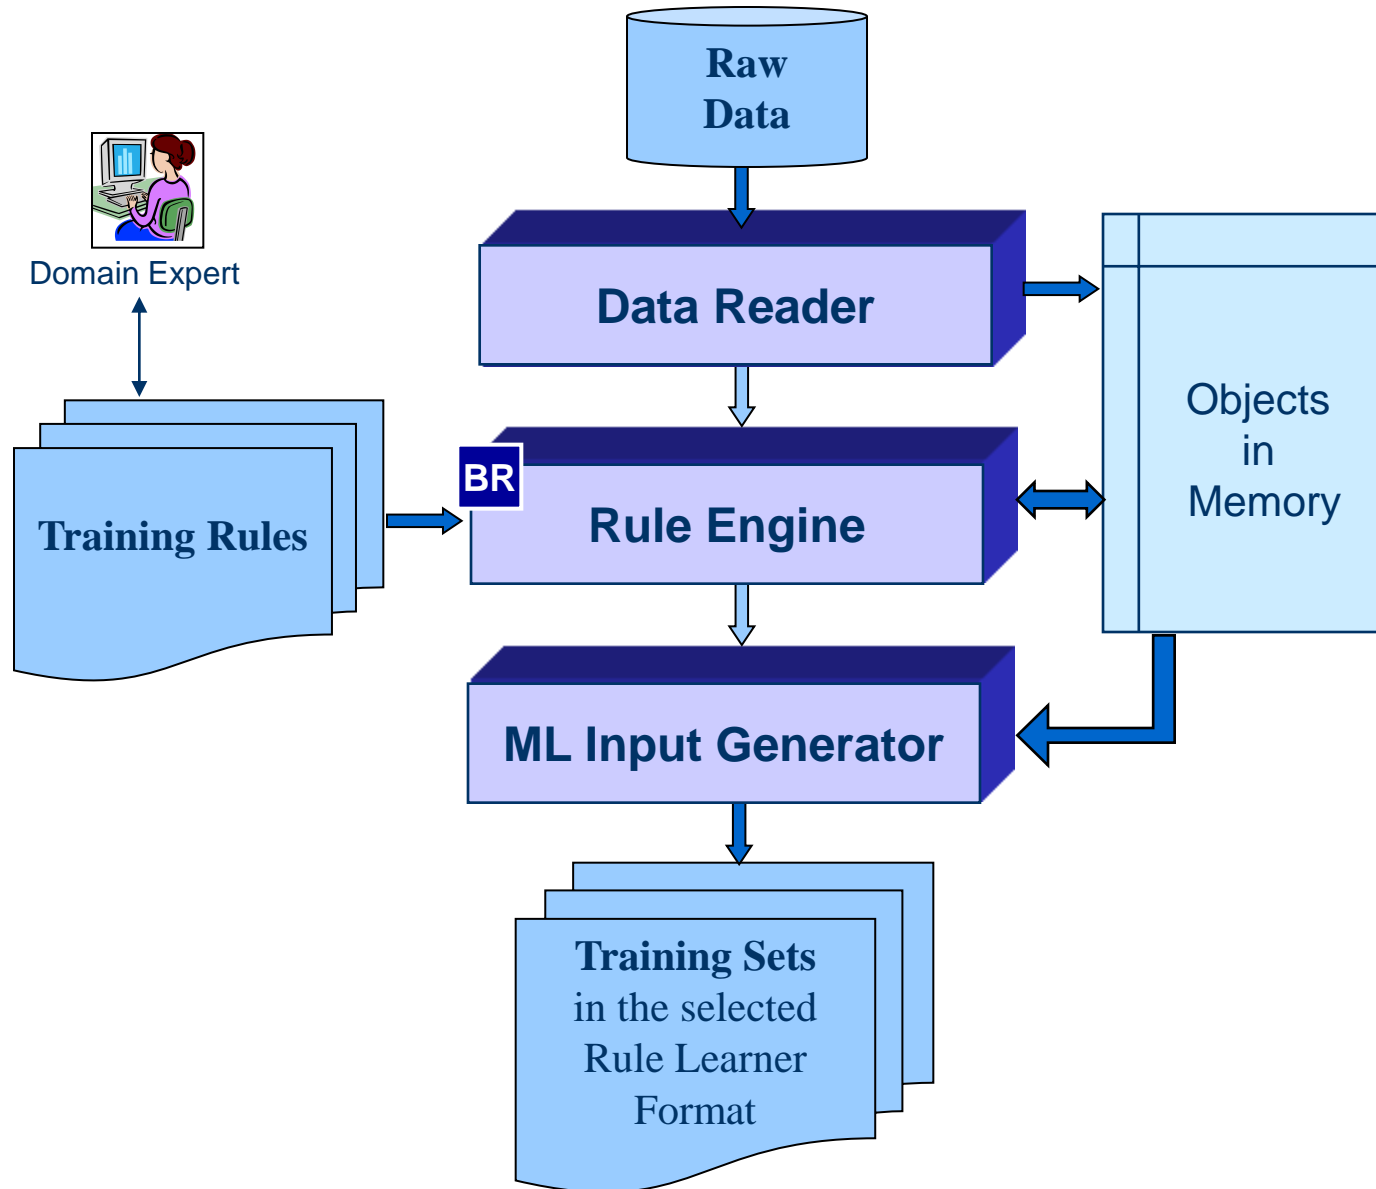 Raw
Data
Domain Expert
Data Reader
Objects
in
Memory
BR
Training Rules
Rule Engine
ML Input Generator
Training Sets
in the selected
Rule Learner
Format